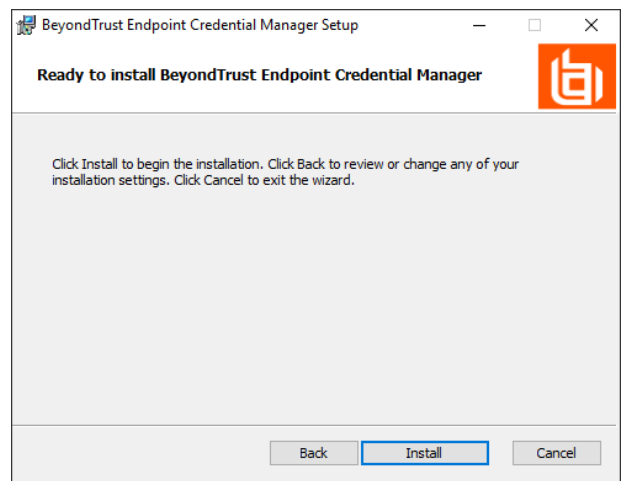 BeyondTrust Endpoint Credential Manager Setup
Ready to install BeyondTrust Endpoint Credential Manager
Click Install to begin the installation. Click Back to review or change any of your
installation settings. Click Cancel to exit the wizard.
Back Install Cancel